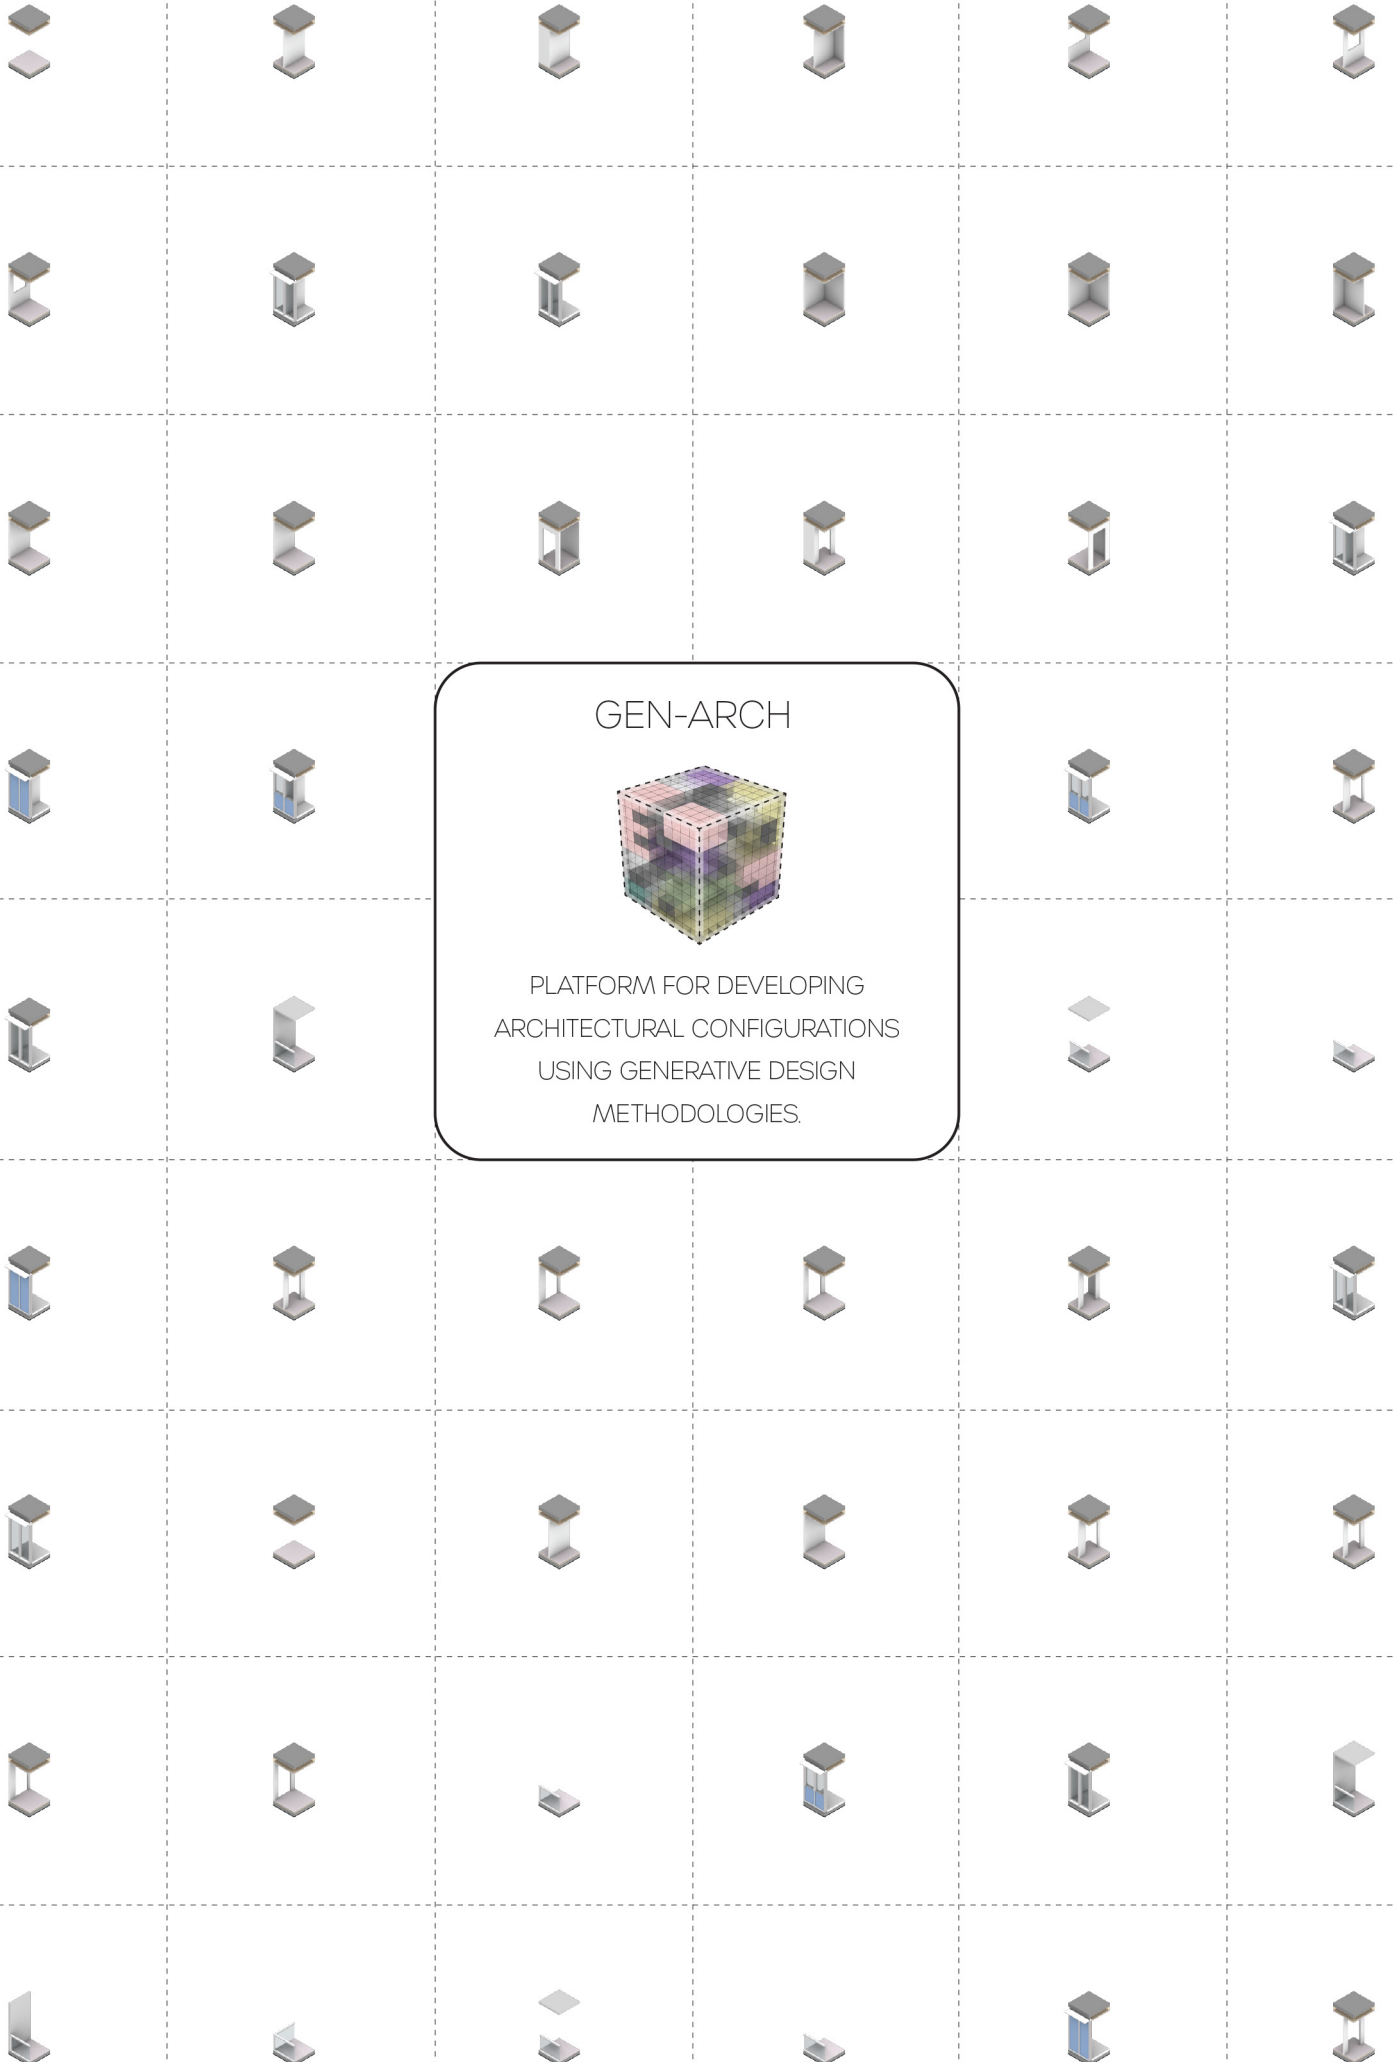 GEN-ARCH
PLATFORM FOR DEVELOPING
ARCHITECTURAL CONFIGURATIONS
USING GENERATIVE DESIGN
METHODOLOGIES.